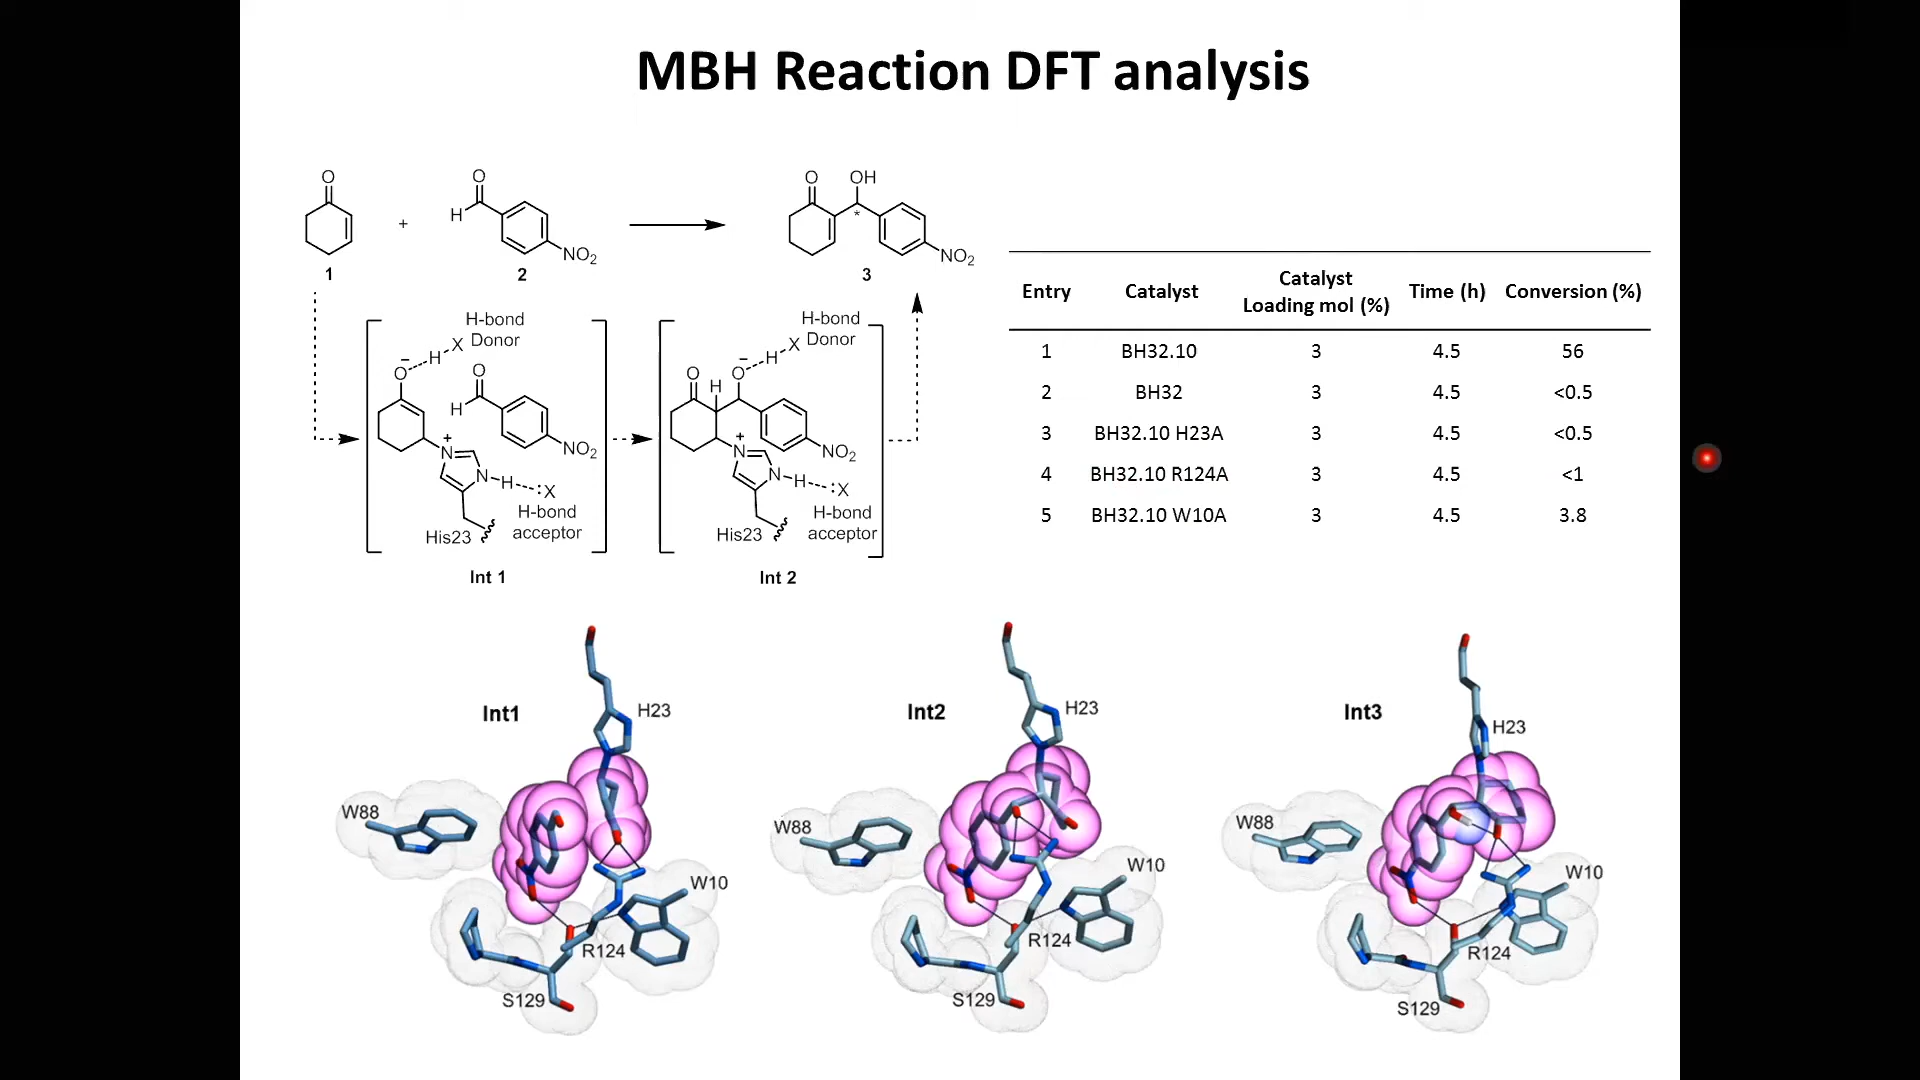 MBH Reaction DFT analysis
O
1
+
O
H
NO2
2
O
OH
*
NO2
3
H-bond
Donor
X
H
−
O
O
H
NO2
+
N
N
H
:X
H-bond
acceptor
His23
Int 1
H-bond
Donor
X
H
−
O
O
H
NO2
+
N
N
H
:X
H-bond
acceptor
His23
Int 2
Entry Catalyst Catalyst Loading mol (%) Time (h) Conversion (%)
1 BH32.10 3 4.5 56
2 BH32 3 4.5 <0.5
3 BH32.10 H23A 3 4.5 <0.5
4 BH32.10 R124A 3 4.5 <1
5 BH32.10 W10A 3 4.5 3.8
Int1
H23
W88
W10
R124
S129
Int2
H23
W88
W10
R124
S129
Int3
H23
W88
W10
R124
S129